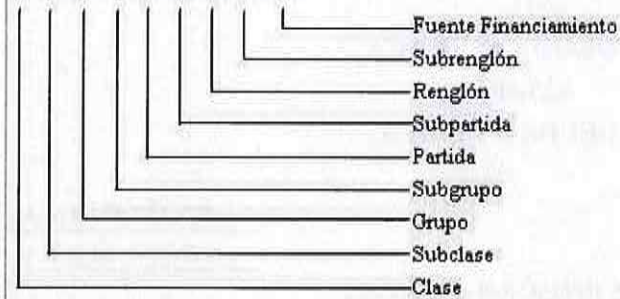 Fuente Financiamiento
Subrenglón
Renglón
Subpartida
Partida
Subgrupo
Grupo
Subclase
Clase